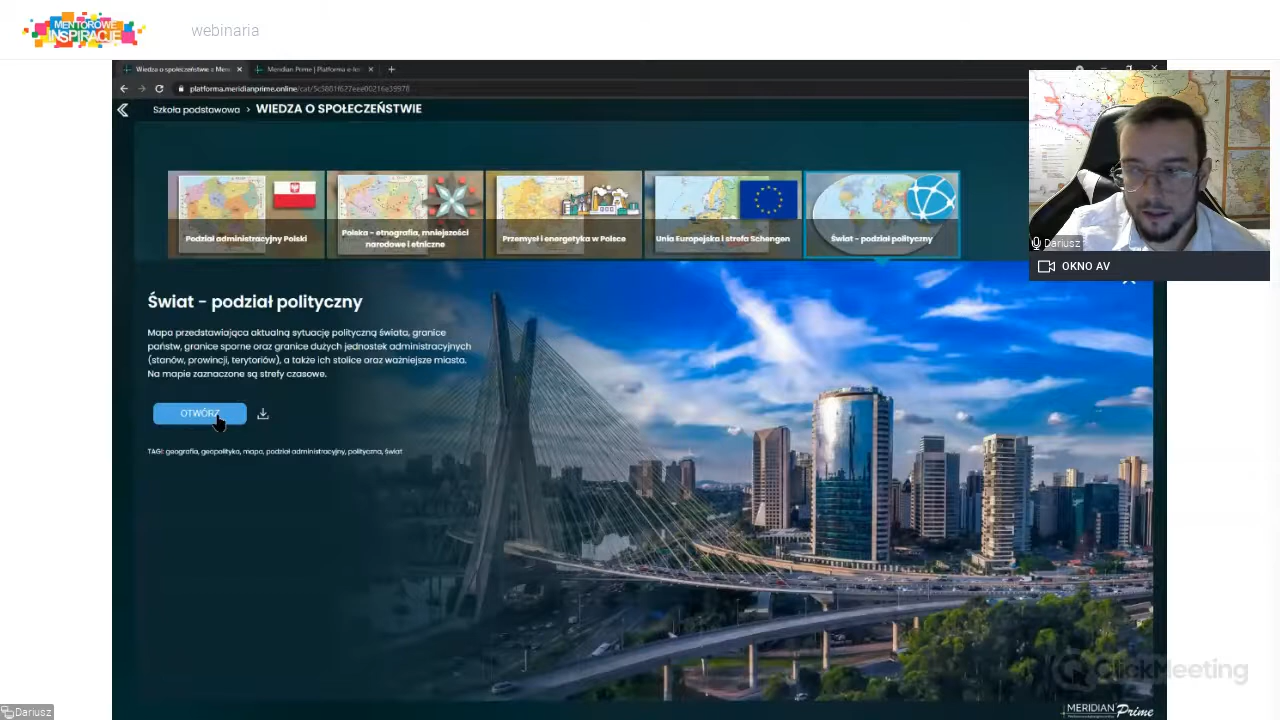 MENTOROWE
INSPIRACJE
webinaria
Wiedza o społeczeństwie z Meri
Meridian Prime | Platforma e-lea
platforma.meridianprime.online/cat/5c5881f677eee00216e39978
Szkoła podstawowa > WIEDZA O SPOŁECZEŃSTWIE
Podział administracyjny Polski
Polska - etnografia, mniejszości
narodowe i etniczne
Przemysł i energetyka w Polsce
Unia Europejska i strefa Schengen
Świat - podział polityczny
Dariusz
OKNO AV
Świat - podział polityczny
Mapa przedstawiająca aktualną sytuację polityczną świata, granice
państw, granice sporne oraz granice dużych jednostek administracyjnych
(stanów, prowincji, terytoriów), a także ich stolice oraz ważniejsze miasta.
Na mapie zaznaczone są strefy czasowe.
OTWÓRZ
TAGI: geografia, geopolityka, mapa, podział administracyjny, polityczna, świat
ClickMeeting
MERIDIAN Prime
Dariusz